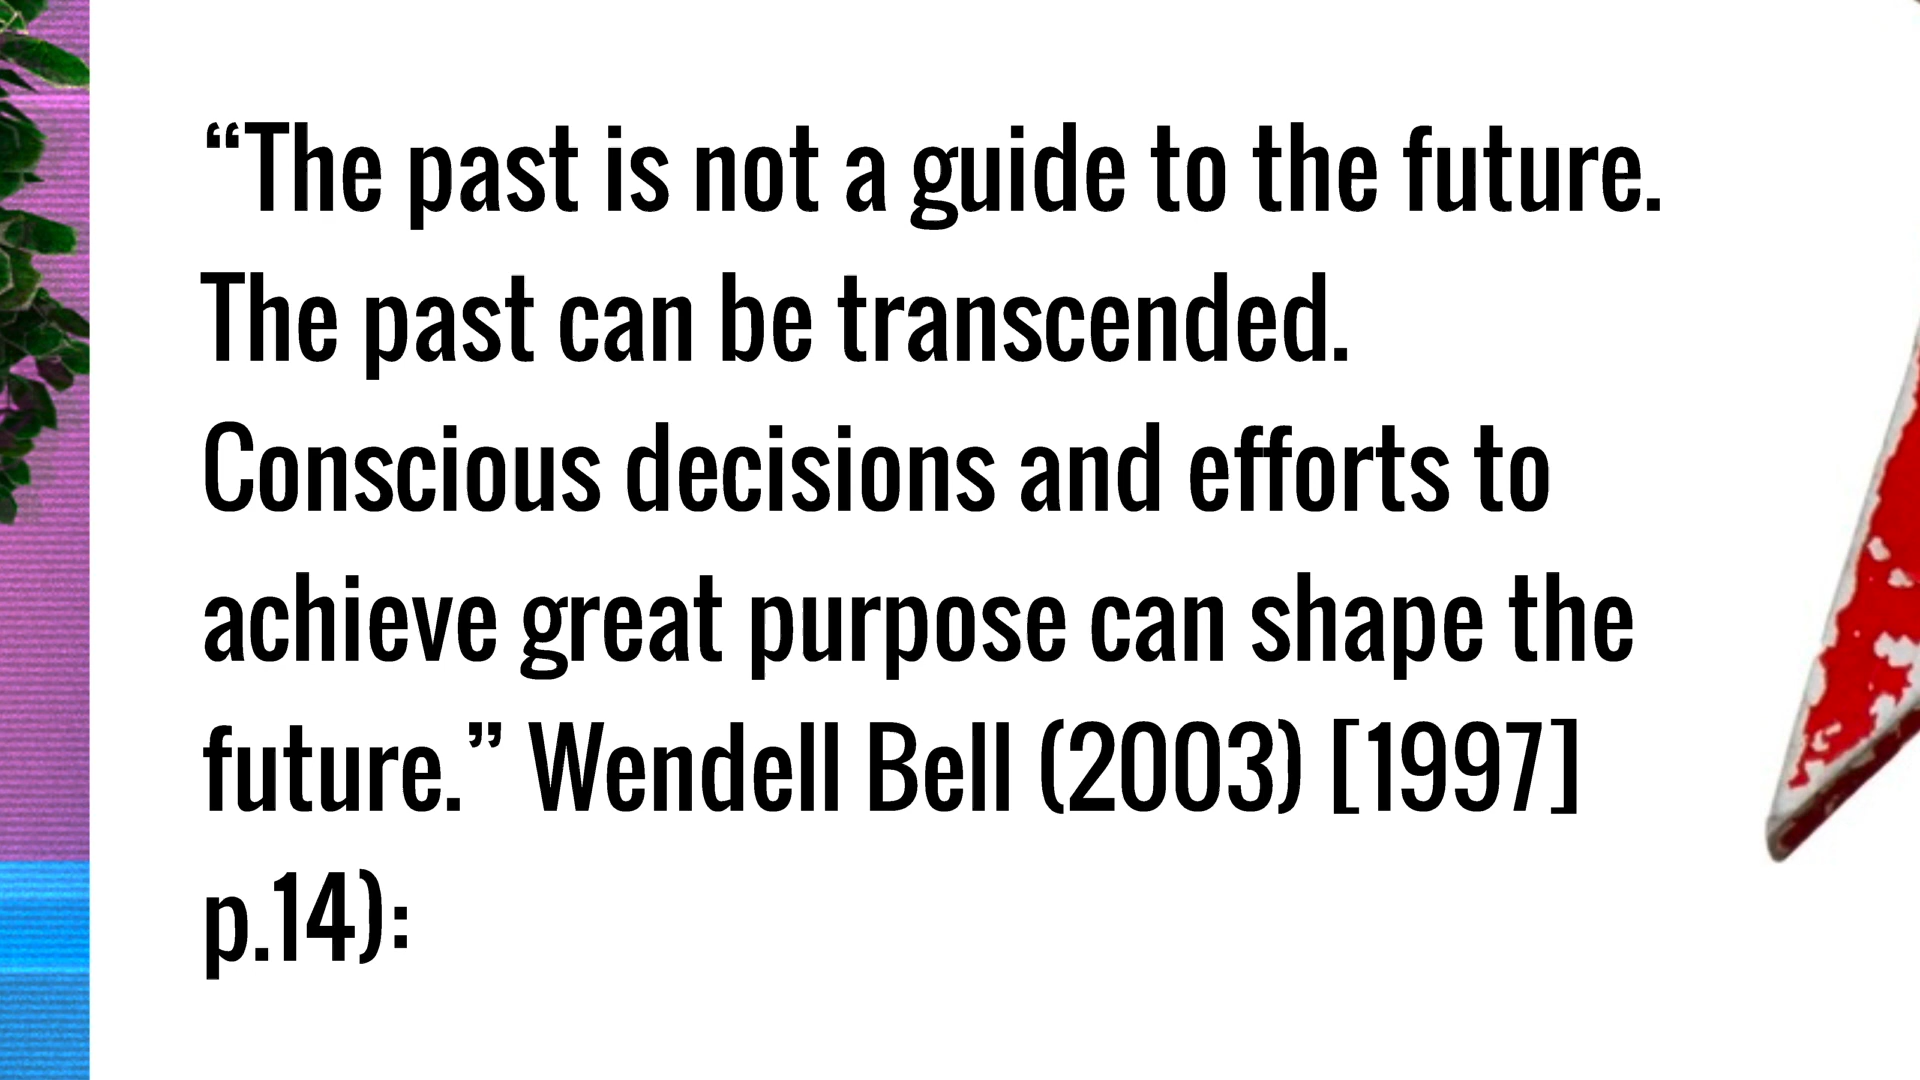 “The past is not a guide to the future.
The past can be transcended.
Conscious decisions and efforts to
achieve great purpose can shape the
future.” Wendell Bell (2003) [1997]
p.14):